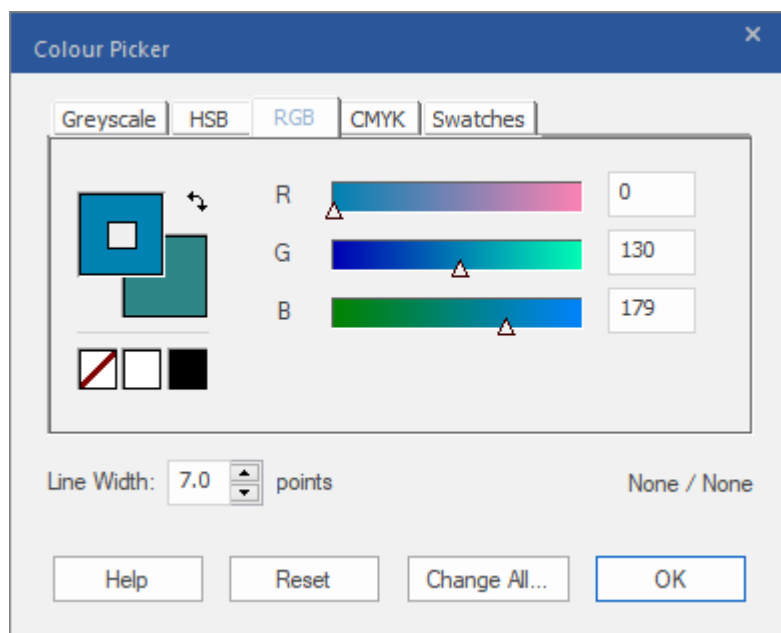 Colour Picker
Greyscale HSB RGB CMYK Swatches
R 0
G 130
B 179
Line Width: 7.0 points None / None
Help Reset Change All... OK